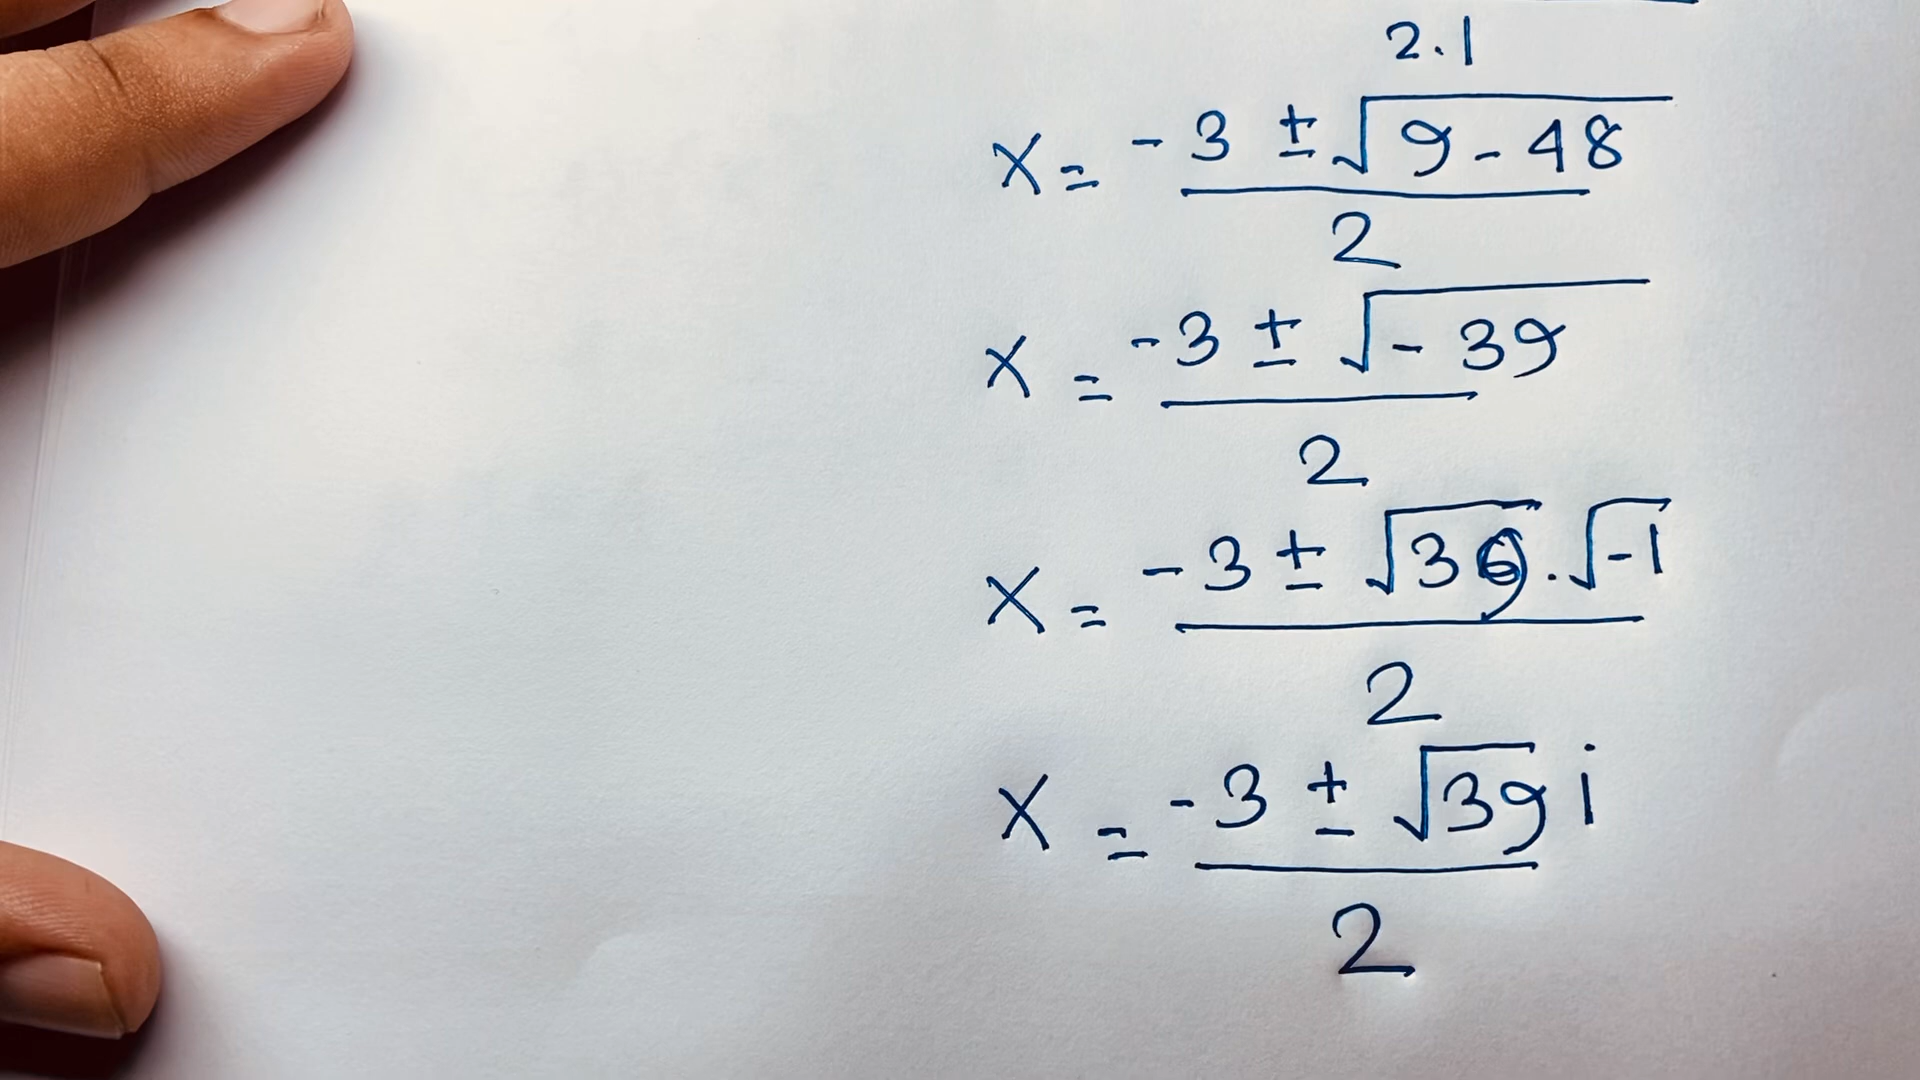 2.1
x = -3 ± √9-48
2
x = -3 ± √-39
2
x = -3 ± √39.√-1
2
x = -3 ± √39 i
2